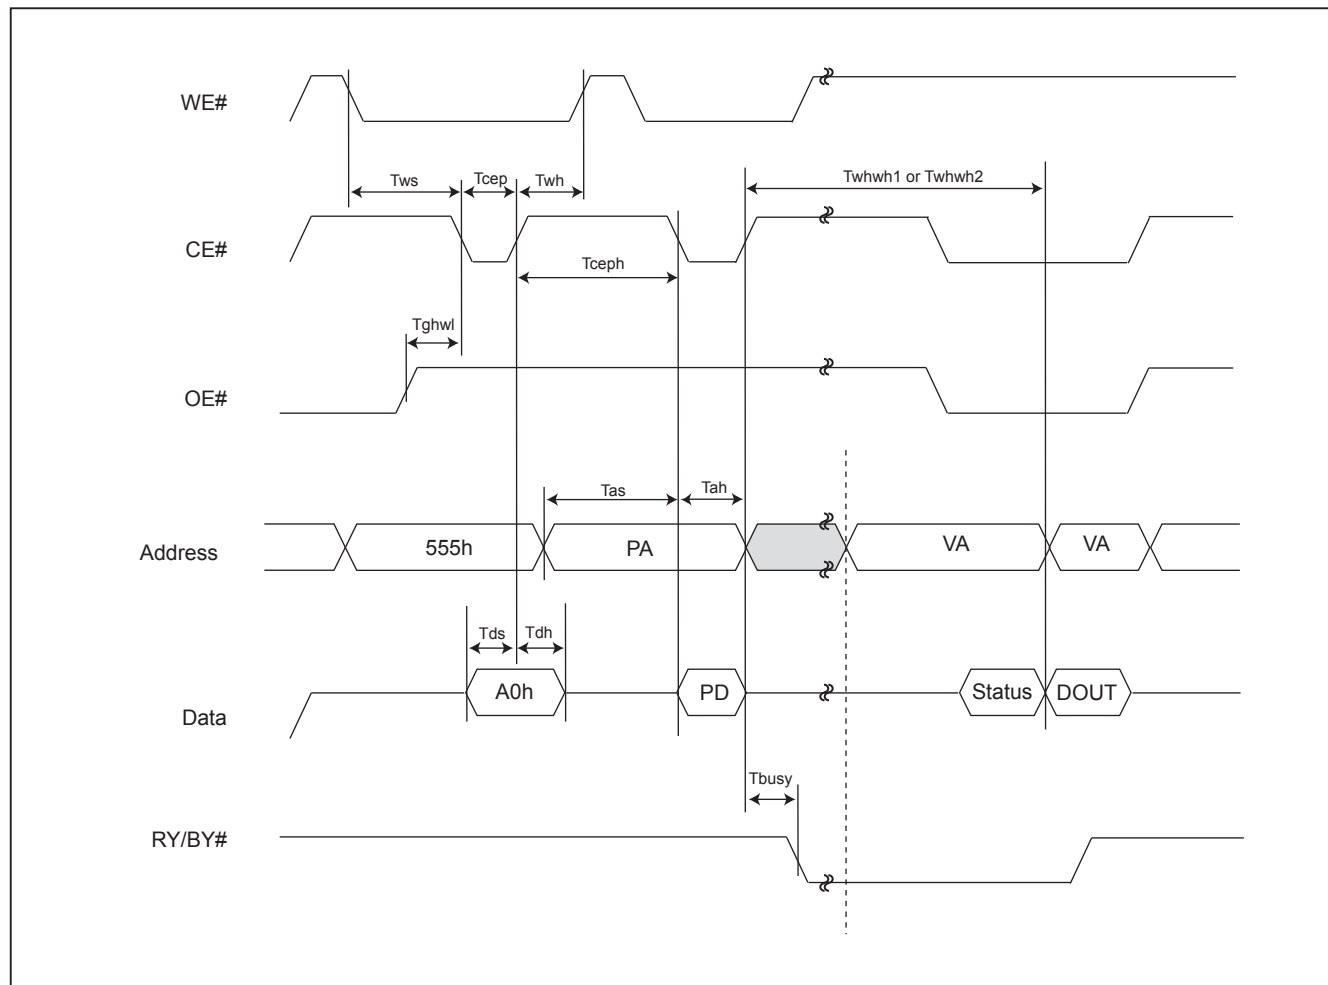 WE#
Tws
Tcep
Twh
Twhwh1 or Twhwh2
CE#
Tceph
Tghwl
OE#
Tas
Tah
Address
555h
PA
VA
VA
Tds
Tdh
Data
A0h
PD
Status
DOUT
Tbusy
RY/BY#